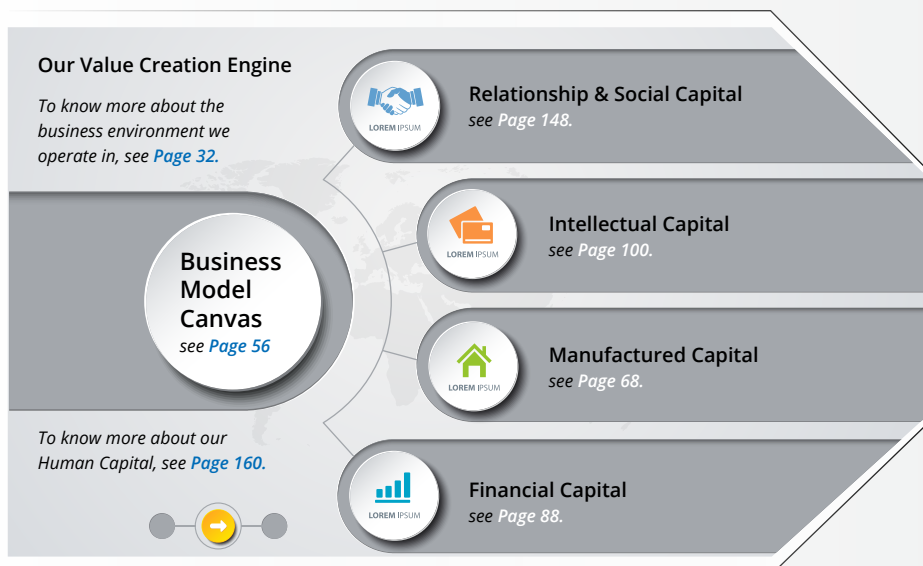 Our Value Creation Engine
To know more about the
business environment we
operate in, see Page 32.
Business
Model
Canvas
see Page 56
To know more about our
Human Capital, see Page 160.
LOREM IPSUM
Relationship & Social Capital
see Page 148.
LOREM IPSUM
Intellectual Capital
see Page 100.
LOREM IPSUM
Manufactured Capital
see Page 68.
LOREM IPSUM
Financial Capital
see Page 88.